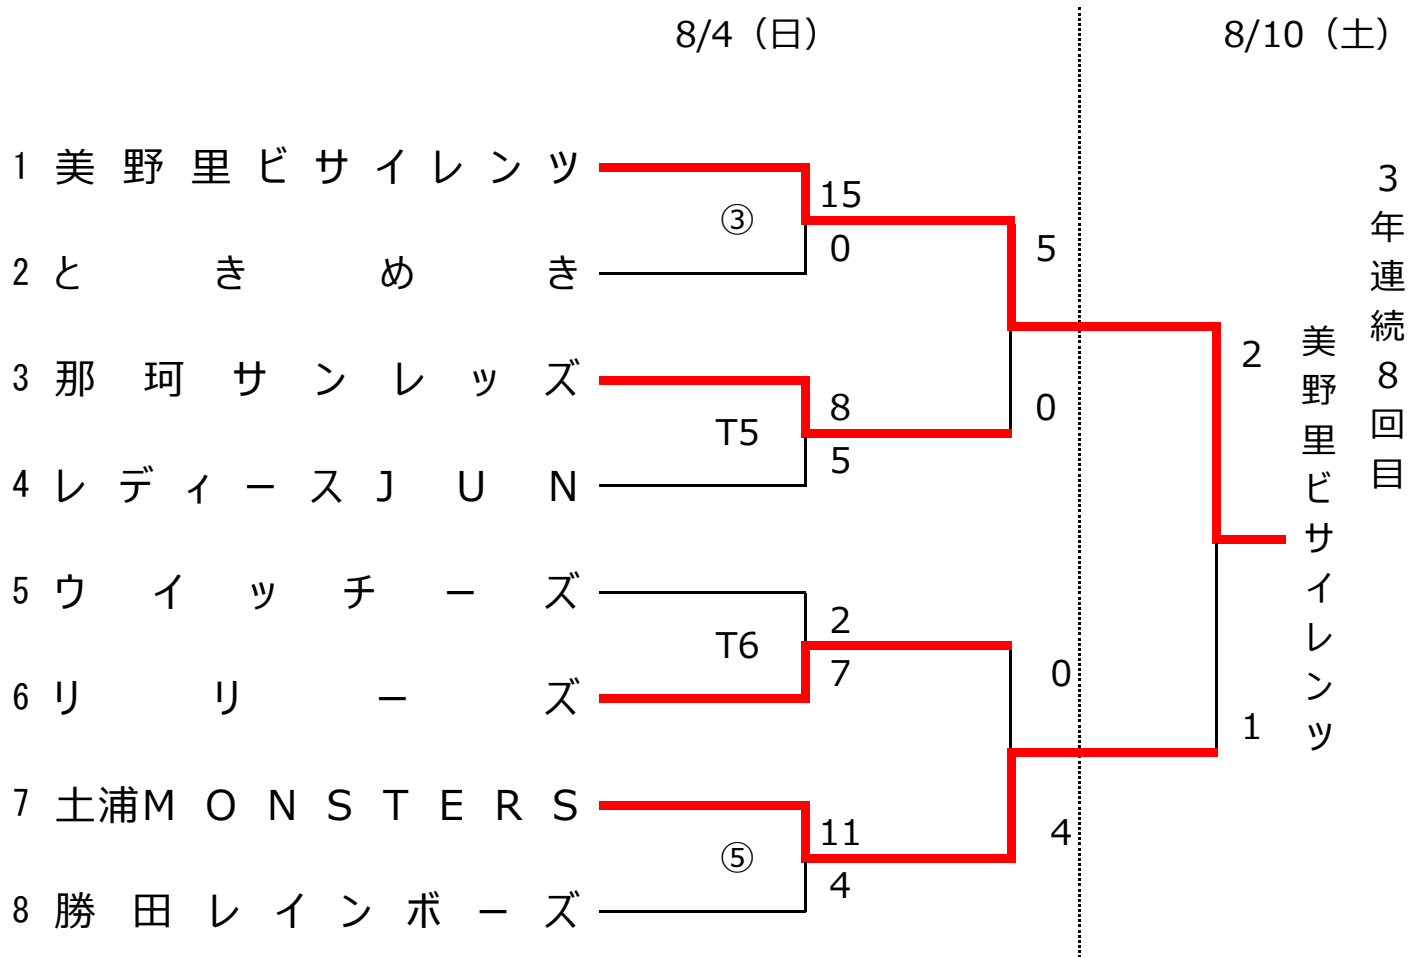 8/4（日）
8/10（土）
1 美野里ビサイレンツ
③
15
0
2 ときめき
5
3 那珂サンレッズ
T5
8
5
0
4 レディースJUN
5 ウイッチーズ
T6
2
7
0
6 リリーズ
7 土浦MONSTERS
⑤
11
4
4
8 勝田レインボーズ
2
1
美野里ビサイレンツ
3年連続8回目